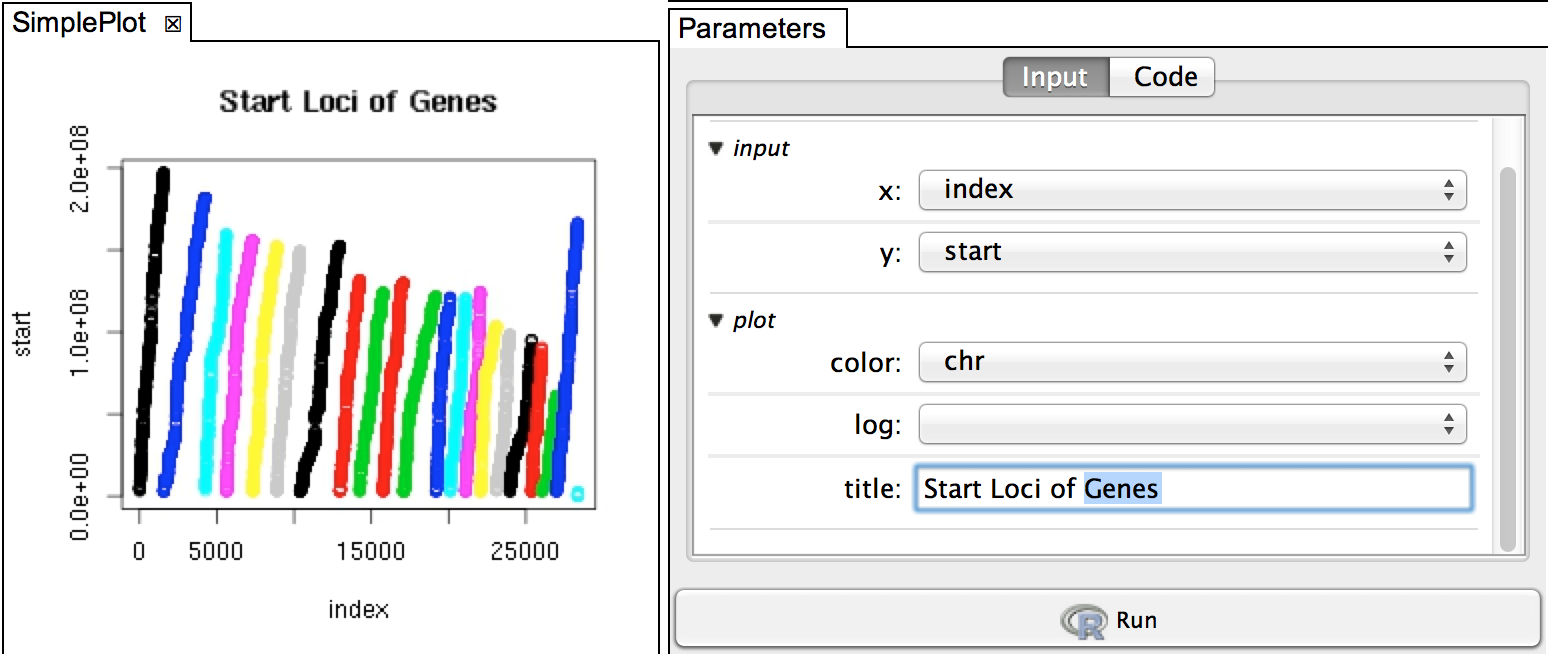 SimplePlot
Start Loci of Genes
2.0e+08
1.0e+08
0.0e+00
start
0
5000
15000
25000
index
Parameters
Input
Code
input
x:
index
y:
start
plot
color:
chr
log:
title:
Start Loci of Genes
R
Run